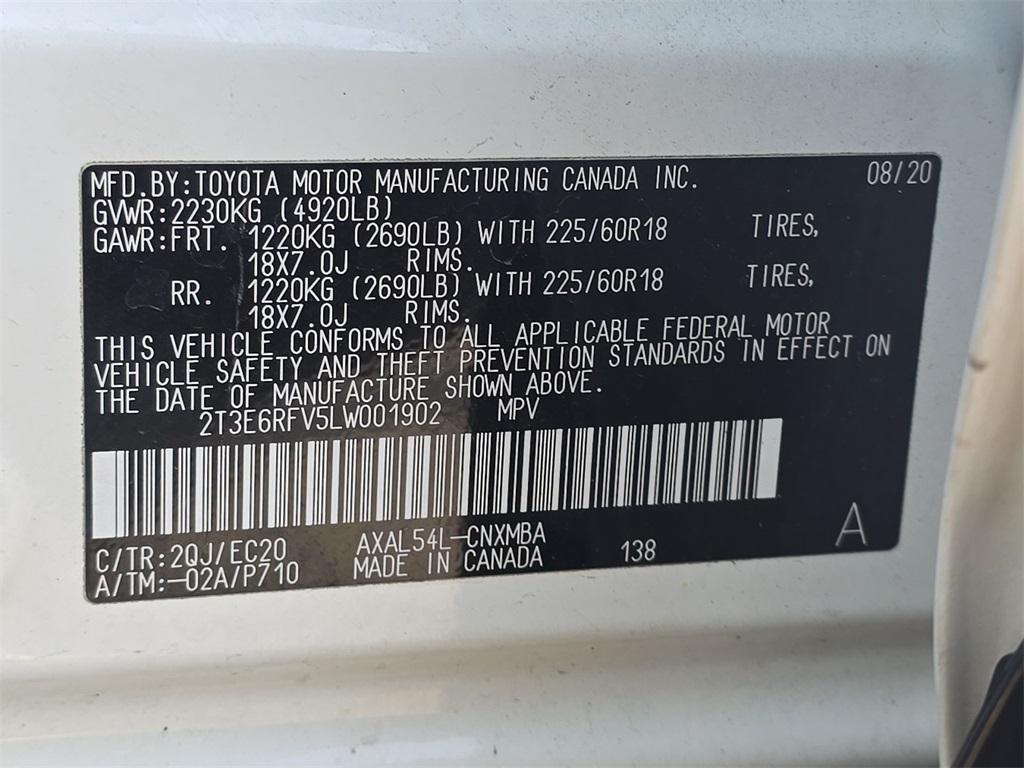 MFD.BY:TOYOTA MOTOR MANUFACTURING CANADA INC. 08/20
GVWR:2230KG (4920LB)
GAWR:FRT. 1220KG (2690LB) WITH 225/60R18 TIRES,
18X7.0J RIMS.
RR. 1220KG (2690LB) WITH 225/60R18 TIRES,
18X7.0J RIMS.
THIS VEHICLE CONFORMS TO ALL APPLICABLE FEDERAL MOTOR
VEHICLE SAFETY AND THEFT PREVENTION STANDARDS IN EFFECT ON
THE DATE OF MANUFACTURE SHOWN ABOVE.
2T3E6RFV5LW001902 MPV
C/TR:2QJ/EC20 AXAL54L-CNXMBA 138 A
A/TM:-02A/P710 MADE IN CANADA